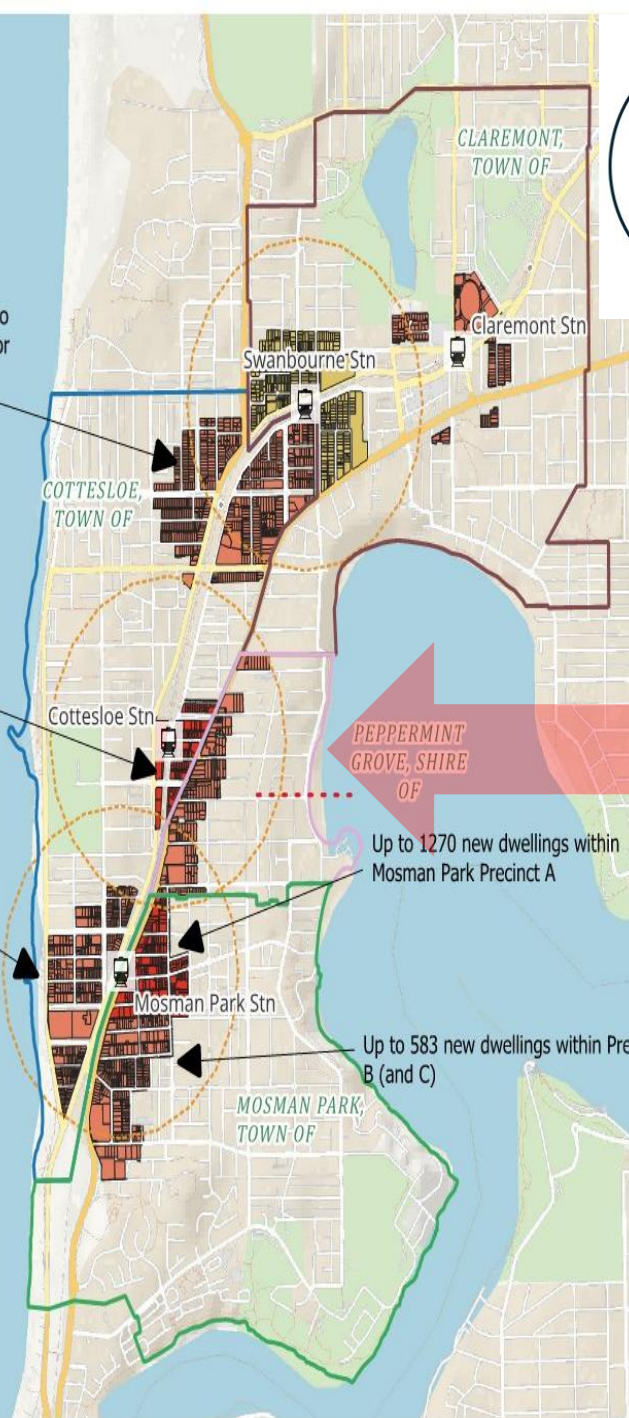 CLAREMONT,
TOWN OF
o
or
Claremont Stn
Swanbourne Stn
COTTESLOE,
TOWN OF
Cottesloe Stn
PEPPERMINT
GROVE, SHIRE
OF
Up to 1270 new dwellings within
Mosman Park Precinct A
Mosman Park Stn
Up to 583 new dwellings within Pre
B (and C)
MOSMAN PARK,
TOWN OF